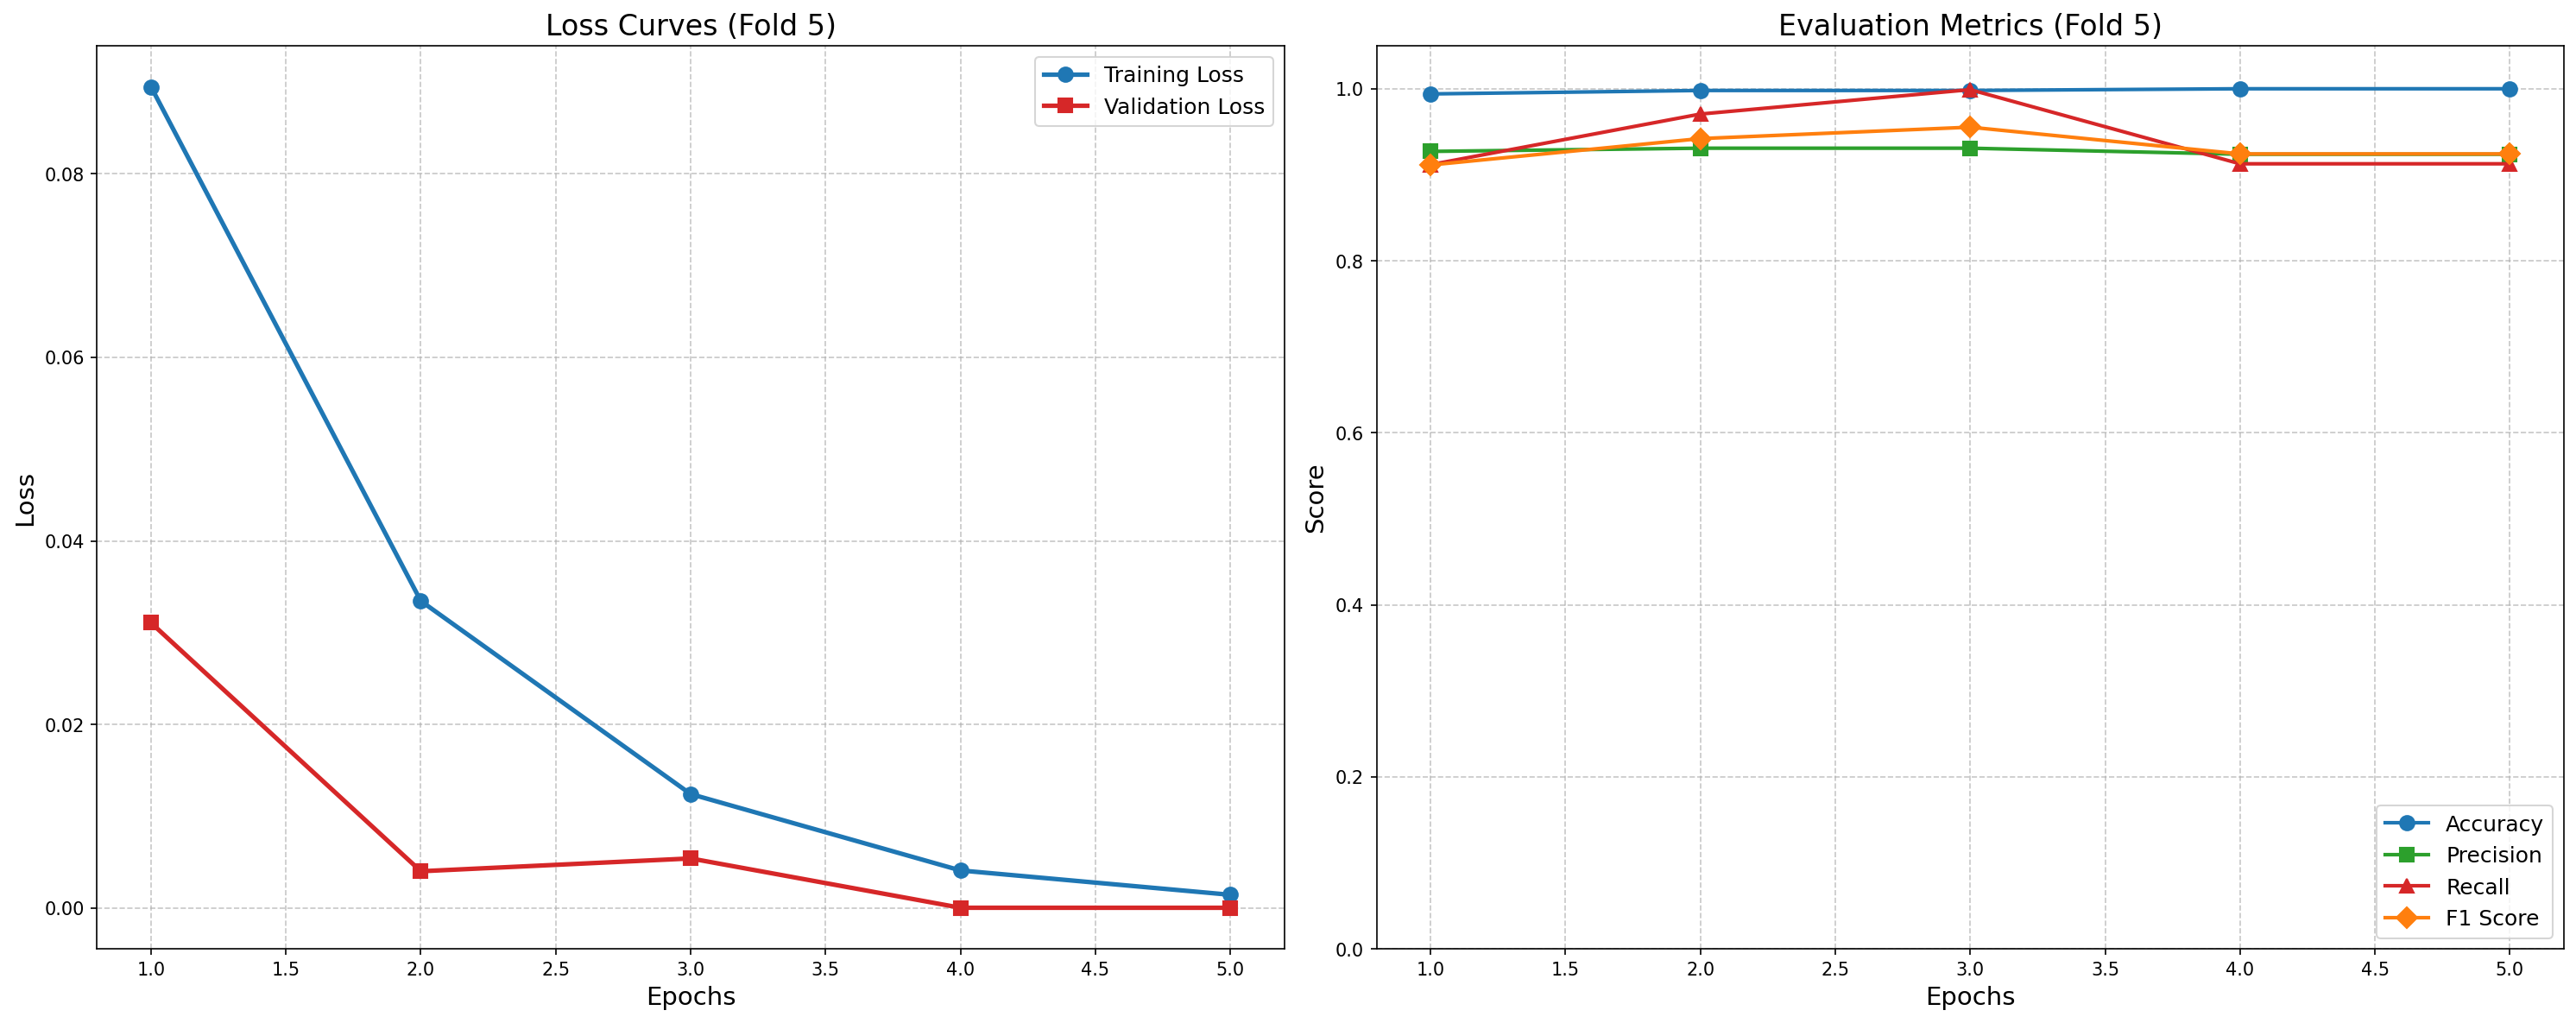 Loss Curves (Fold 5)
Training Loss
Validation Loss
0.08
0.06
0.04
0.02
0.00
Loss
1.0 1.5 2.0 2.5 3.0 3.5 4.0 4.5 5.0
Epochs
Evaluation Metrics (Fold 5)
1.0
0.8
0.6
0.4
0.2
0.0
Score
Accuracy
Precision
Recall
F1 Score
1.0 1.5 2.0 2.5 3.0 3.5 4.0 4.5 5.0
Epochs